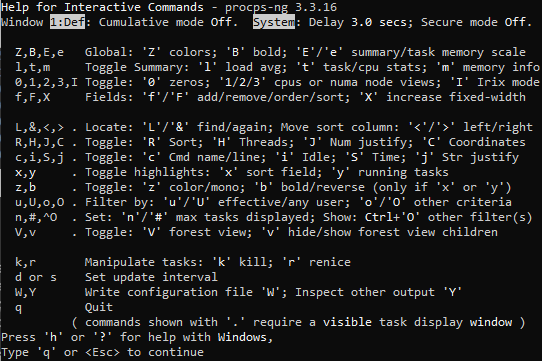 Help for Interactive Commands - procps-ng 3.3.16
Window 1:Def: Cumulative mode Off.  System: Delay 3.0 secs; Secure mode Off.

  Z,B,E,e   Global: 'Z' colors; 'B' bold; 'E'/'e' summary/task memory scale
  l,t,m     Toggle Summary: 'l' load avg; 't' task/cpu stats; 'm' memory info
  0,1,2,3,I Toggle: '0' zeros; '1/2/3' cpus or numa node views; 'I' Irix mode
  f,F,X     Fields: 'f'/'F' add/remove/order/sort; 'X' increase fixed-width

  L,&,<,> . Locate: 'L'/'&' find/again; Move sort column: '<'/'>' left/right
  R,H,J,C . Toggle: 'R' Sort; 'H' Threads; 'J' Num justify; 'C' Coordinates
  c,i,S,j . Toggle: 'c' Cmd name/line; 'i' Idle; 'S' Time; 'j' Str justify
  x,y     . Toggle highlights: 'x' sort field; 'y' running tasks
  z,b     . Toggle: 'z' color/mono; 'b' bold/reverse (only if 'x' or 'y')
  u,U,o,O . Filter by: 'u'/'U' effective/any user; 'o'/'O' other criteria
  n,#,^O  . Set: 'n'/'#' max tasks displayed; Show: Ctrl+'O' other filter(s)
  V,v     . Toggle: 'V' forest view; 'v' hide/show forest view children

  k,r       Manipulate tasks: 'k' kill; 'r' renice
  d or s    Set update interval
  W,Y       Write configuration file 'W'; Inspect other output 'Y'
  q         Quit
          ( commands shown with '.' require a visible task display window )
Press 'h' or '?' for help with Windows,
Type 'q' or <Esc> to continue